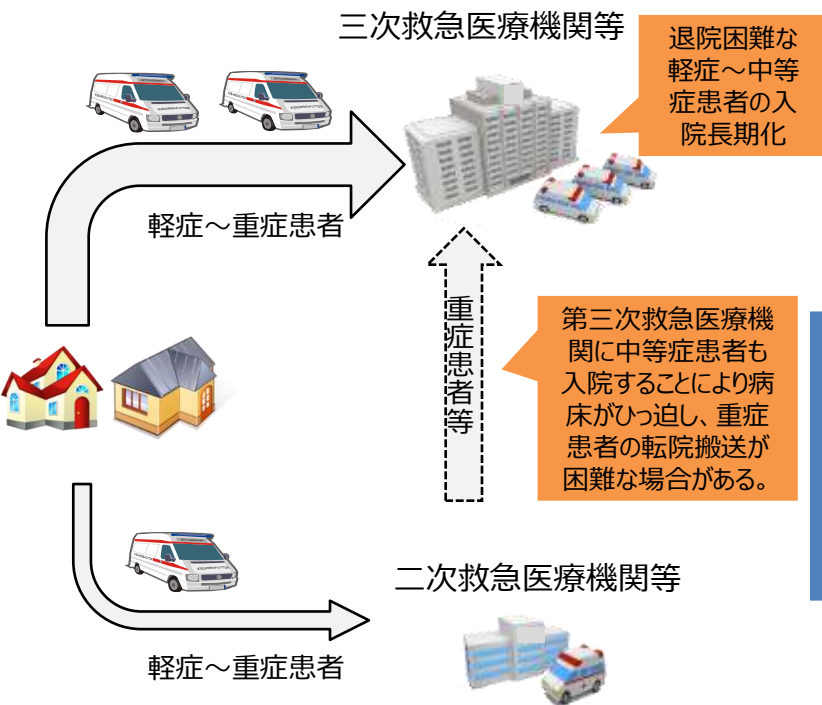 三次救急医療機関等
退院困難な
軽症～中等
症患者の入
院長期化
軽症～重症患者
重症患者等
第三次救急医療機
関に中等症患者も
入院することにより病
床がひっ迫し、重症
患者の転院搬送が
困難な場合がある。
二次救急医療機関等
軽症～重症患者